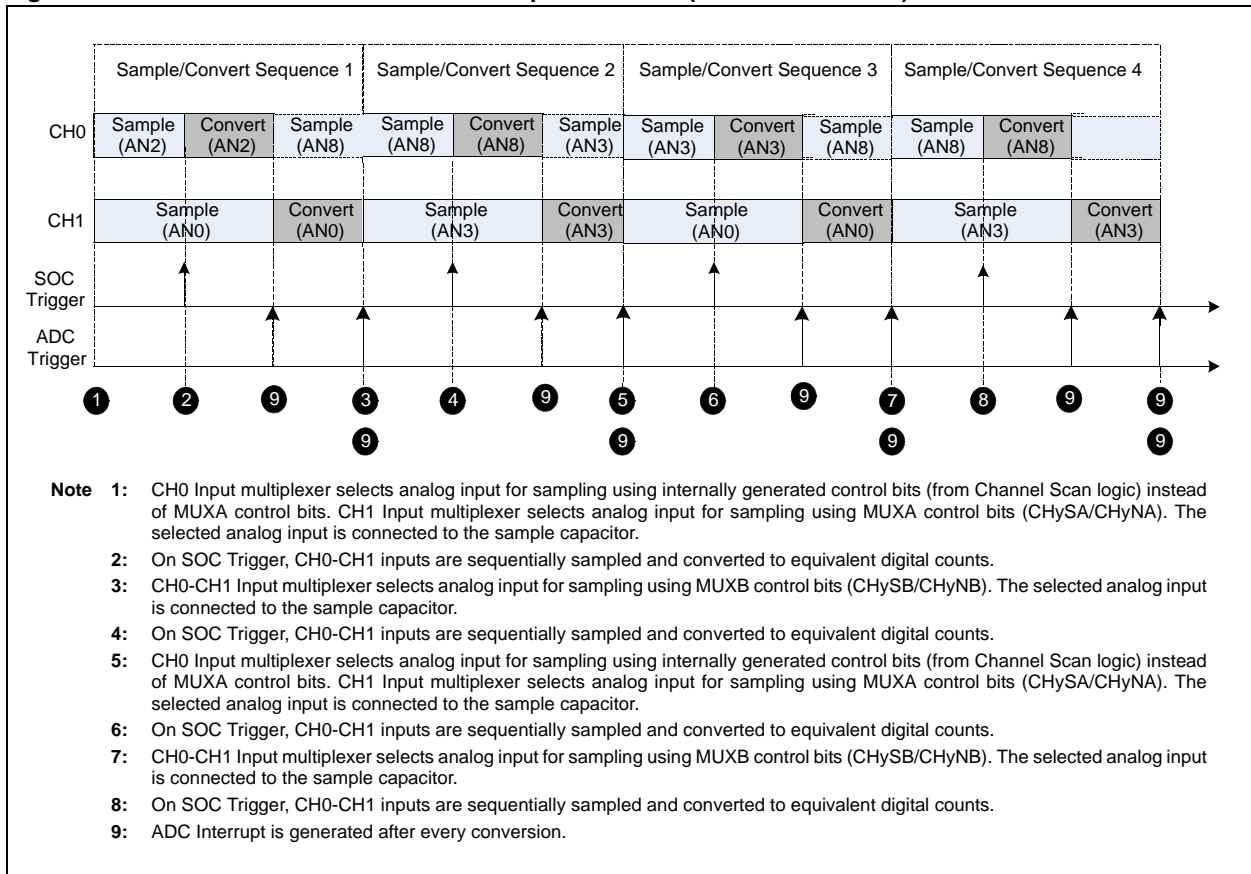 Sample/Convert Sequence 1 Sample/Convert Sequence 2 Sample/Convert Sequence 3 Sample/Convert Sequence 4
CH0
Sample (AN2)
Convert (AN2)
Sample (AN8)
Sample (AN8)
Convert (AN8)
Sample (AN3)
Sample (AN3)
Convert (AN3)
Sample (AN8)
Sample (AN8)
Convert (AN8)
CH1
Sample (AN0)
Convert (AN0)
Sample (AN3)
Convert (AN3)
Sample (AN0)
Convert (AN0)
Sample (AN3)
Convert (AN3)
SOC
Trigger
ADC
Trigger
1 2 9 3 4 9 5 6 9 7 8 9 9
9 9 9 9
Note 1: CH0 Input multiplexer selects analog input for sampling using internally generated control bits (from Channel Scan logic) instead
of MUXA control bits. CH1 Input multiplexer selects analog input for sampling using MUXA control bits (CHySA/CHyNA). The
selected analog input is connected to the sample capacitor.
2: On SOC Trigger, CH0-CH1 inputs are sequentially sampled and converted to equivalent digital counts.
3: CH0-CH1 Input multiplexer selects analog input for sampling using MUXB control bits (CHySB/CHyNB). The selected analog input
is connected to the sample capacitor.
4: On SOC Trigger, CH0-CH1 inputs are sequentially sampled and converted to equivalent digital counts.
5: CH0 Input multiplexer selects analog input for sampling using internally generated control bits (from Channel Scan logic) instead
of MUXA control bits. CH1 Input multiplexer selects analog input for sampling using MUXA control bits (CHySA/CHyNA). The
selected analog input is connected to the sample capacitor.
6: On SOC Trigger, CH0-CH1 inputs are sequentially sampled and converted to equivalent digital counts.
7: CH0-CH1 Input multiplexer selects analog input for sampling using MUXB control bits (CHySB/CHyNB). The selected analog input
is connected to the sample capacitor.
8: On SOC Trigger, CH0-CH1 inputs are sequentially sampled and converted to equivalent digital counts.
9: ADC Interrupt is generated after every conversion.